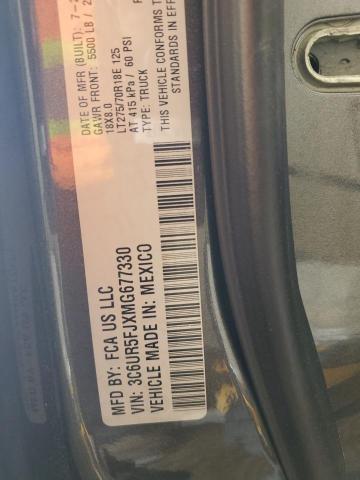 MFD BY: FCA US LLC
VIN: 3C6UR5FJXMG677330
VEHICLE MADE IN: MEXICO
DATE OF MFR (BUILT): 7-2
GAWR FRONT: 5500 LB / 2
18X8.0
LT275/70R18E 125
AT 415 kPa / 60 PSI
TYPE: TRUCK
THIS VEHICLE CONFORMS T
STANDARDS IN EFF